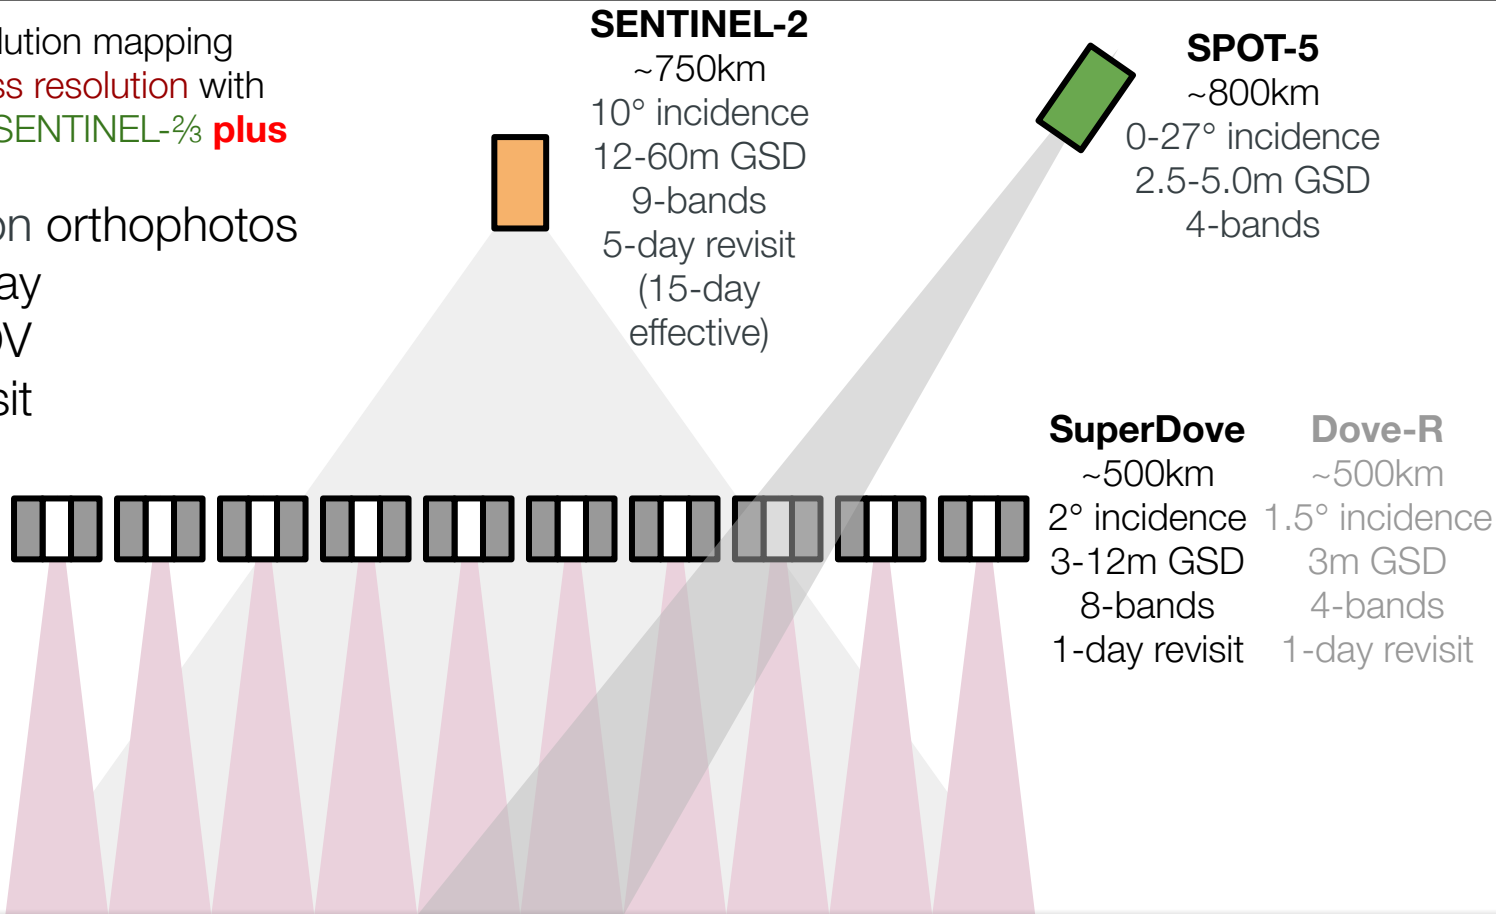 lution mapping
ss resolution with
SENTINEL-⅔ plus
on orthophotos
ay
OV
sit
SENTINEL-2
~750km
10° incidence
12-60m GSD
9-bands
5-day revisit
(15-day
effective)
SPOT-5
~800km
0-27° incidence
2.5-5.0m GSD
4-bands
SuperDove
~500km
2° incidence
3-12m GSD
8-bands
1-day revisit
Dove-R
~500km
1.5° incidence
3m GSD
4-bands
1-day revisit